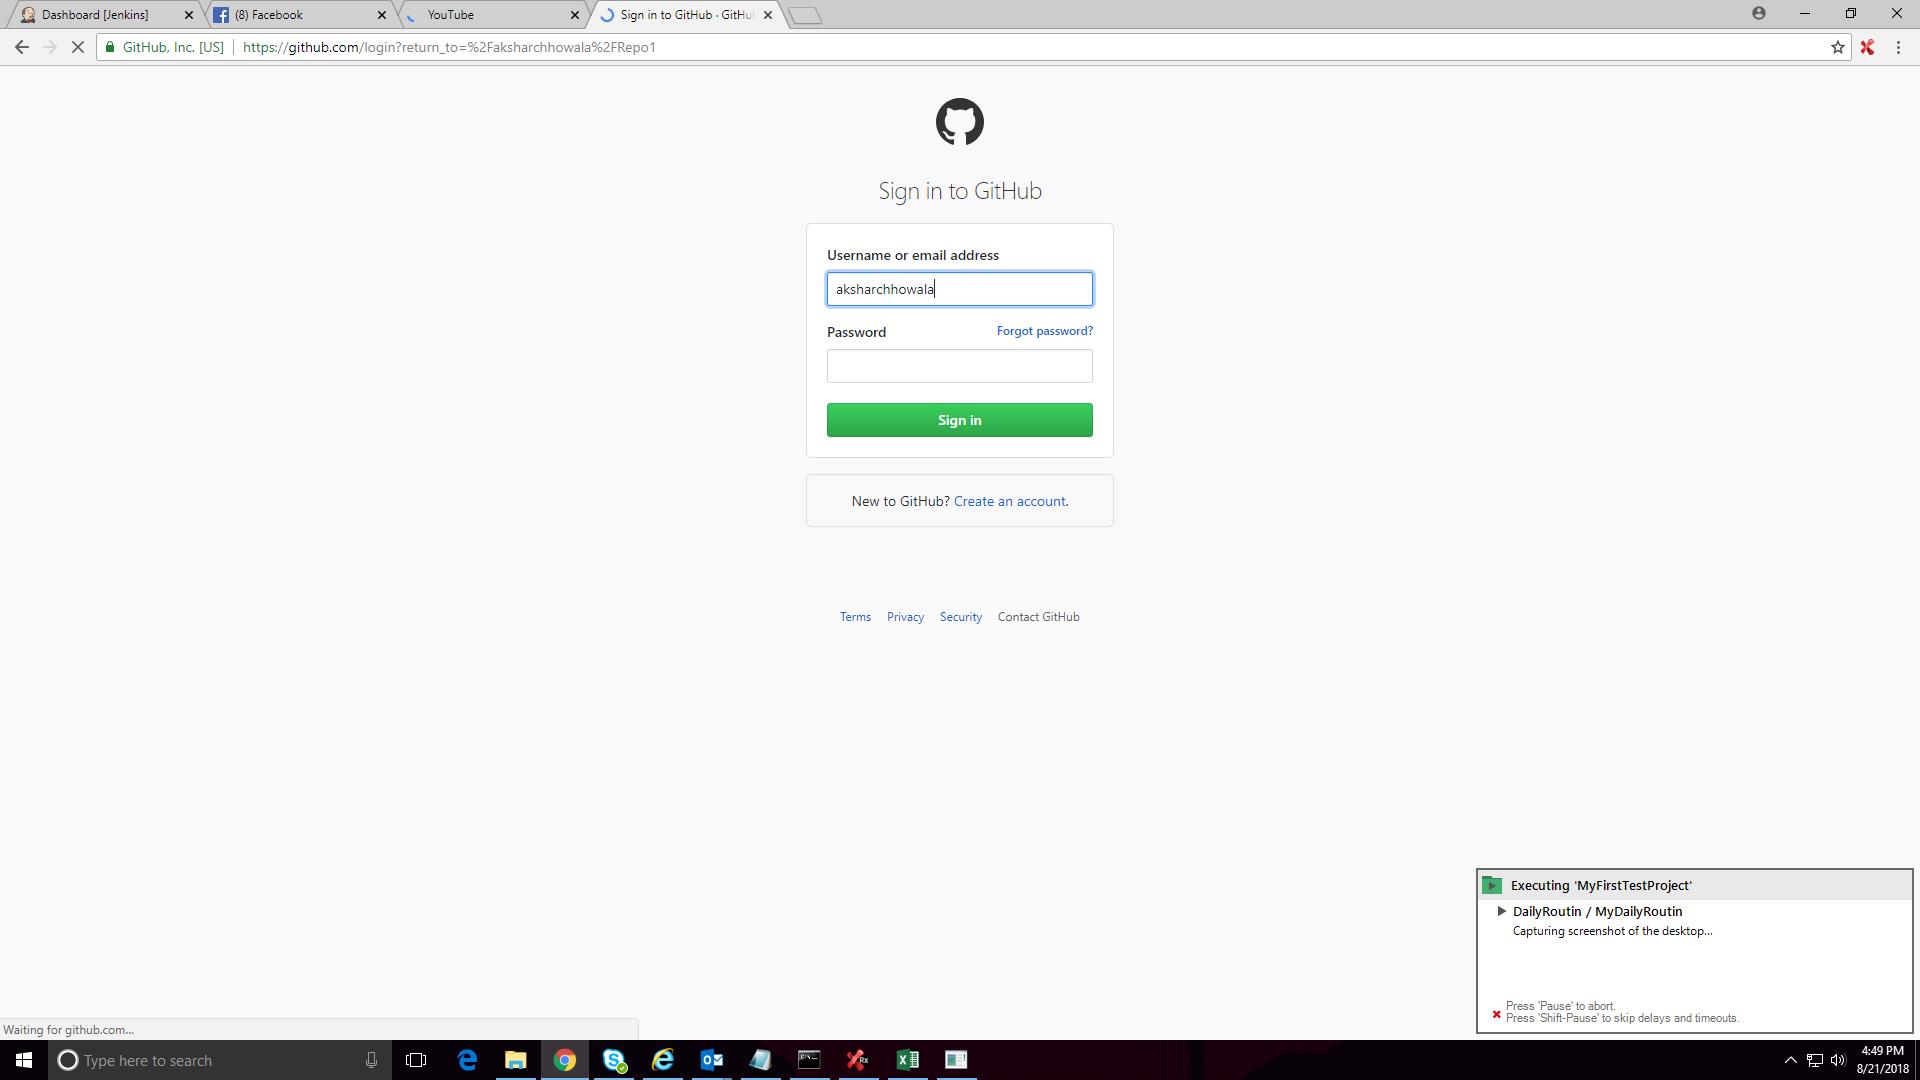 Dashboard [Jenkins]
(8) Facebook
YouTube
Sign in to GitHub · GitHu
GitHub, Inc. [US]
https://github.com/login?return_to=%2Faksharchhowala%2FRepo1
Sign in to GitHub
Username or email address
aksharchhowala
Password
Forgot password?
Sign in
New to GitHub? Create an account.
Terms
Privacy
Security
Contact GitHub
Executing 'MyFirstTestProject'
DailyRoutin / MyDailyRoutin
Capturing screenshot of the desktop...
Press 'Pause' to abort.
Press 'Shift-Pause' to skip delays and timeouts.
Waiting for github.com...
Type here to search
4:49 PM
8/21/2018